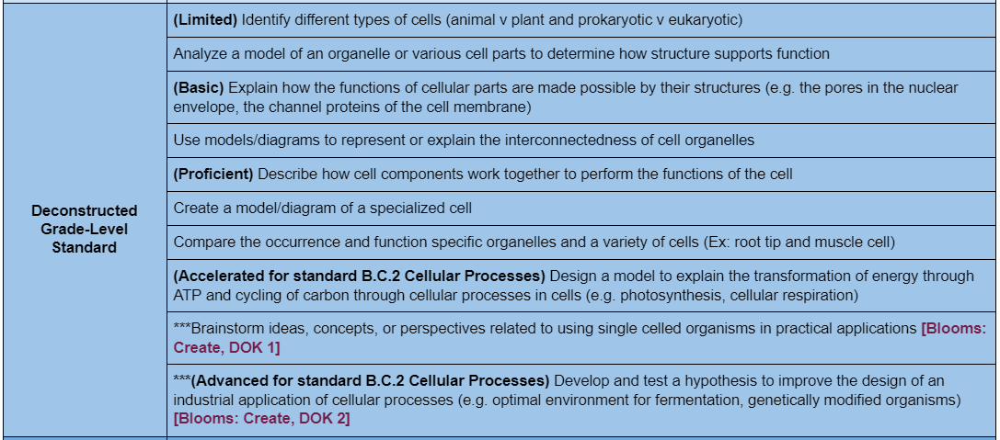 (Limited) Identify different types of cells (animal v plant and prokaryotic v eukaryotic)
Analyze a model of an organelle or various cell parts to determine how structure supports function
(Basic) Explain how the functions of cellular parts are made possible by their structures (e.g. the pores in the nuclear
envelope, the channel proteins of the cell membrane)
Use models/diagrams to represent or explain the interconnectedness of cell organelles
(Proficient) Describe how cell components work together to perform the functions of the cell
Deconstructed
Grade-Level
Standard
Create a model/diagram of a specialized cell
Compare the occurrence and function specific organelles and a variety of cells (Ex: root tip and muscle cell)
(Accelerated for standard B.C.2 Cellular Processes) Design a model to explain the transformation of energy through
ATP and cycling of carbon through cellular processes in cells (e.g. photosynthesis, cellular respiration)
***Brainstorm ideas, concepts, or perspectives related to using single celled organisms in practical applications [Blooms:
Create, DOK 1]
***(Advanced for standard B.C.2 Cellular Processes) Develop and test a hypothesis to improve the design of an
industrial application of cellular processes (e.g. optimal environment for fermentation, genetically modified organisms)
[Blooms: Create, DOK 2]